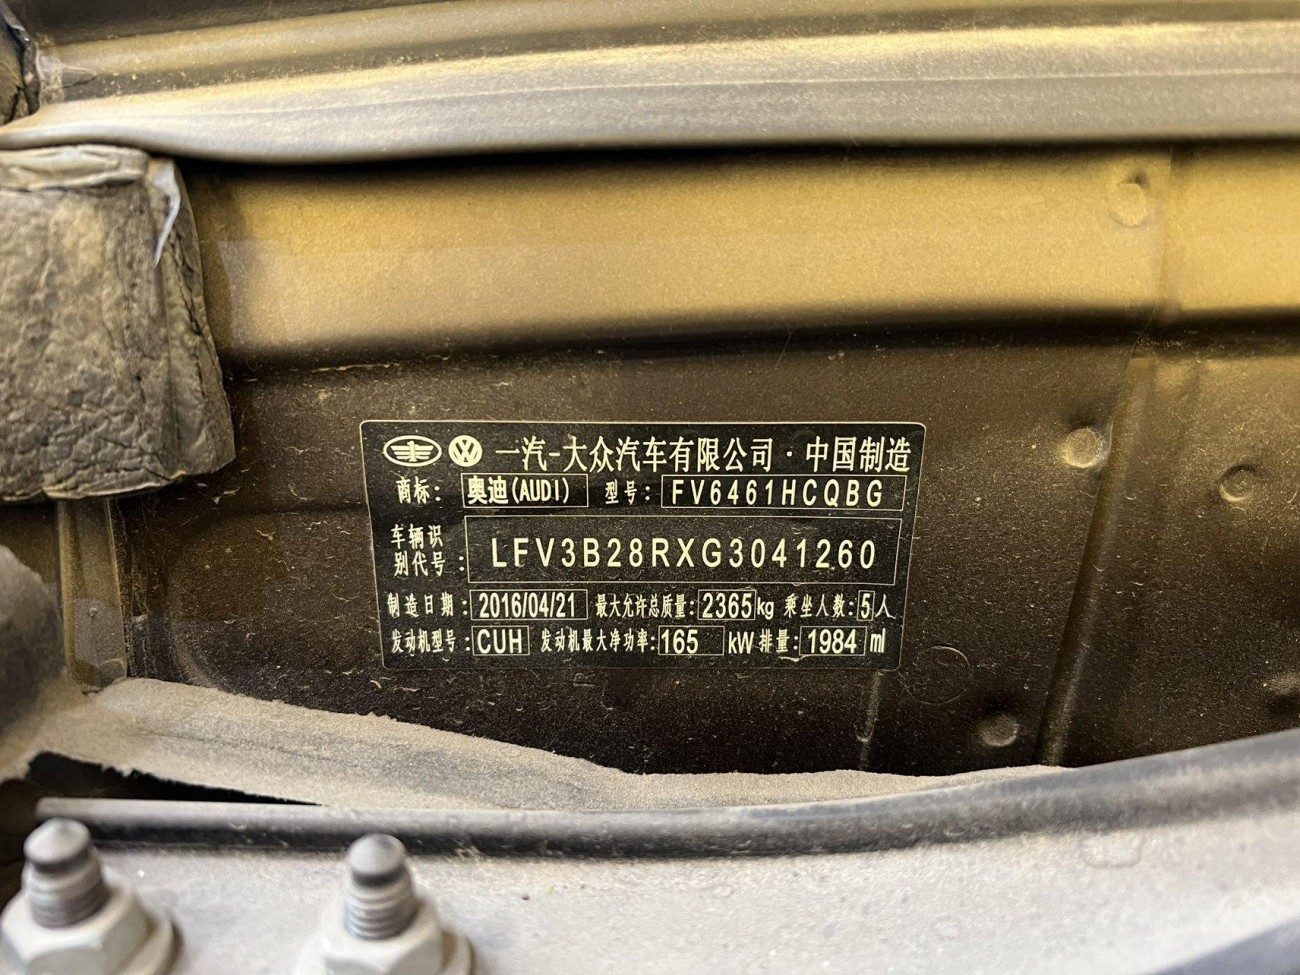 一汽-大众汽车有限公司·中国制造
商标: 奥迪(AUDI) 型号: FV6461HCQBG
车辆识别代号: LFV3B28RXG3041260
制造日期: 2016/04/21 最大允许总质量: 2365kg 乘坐人数: 5人
发动机型号: CUH 发动机最大净功率: 165 kW 排量: 1984 ml